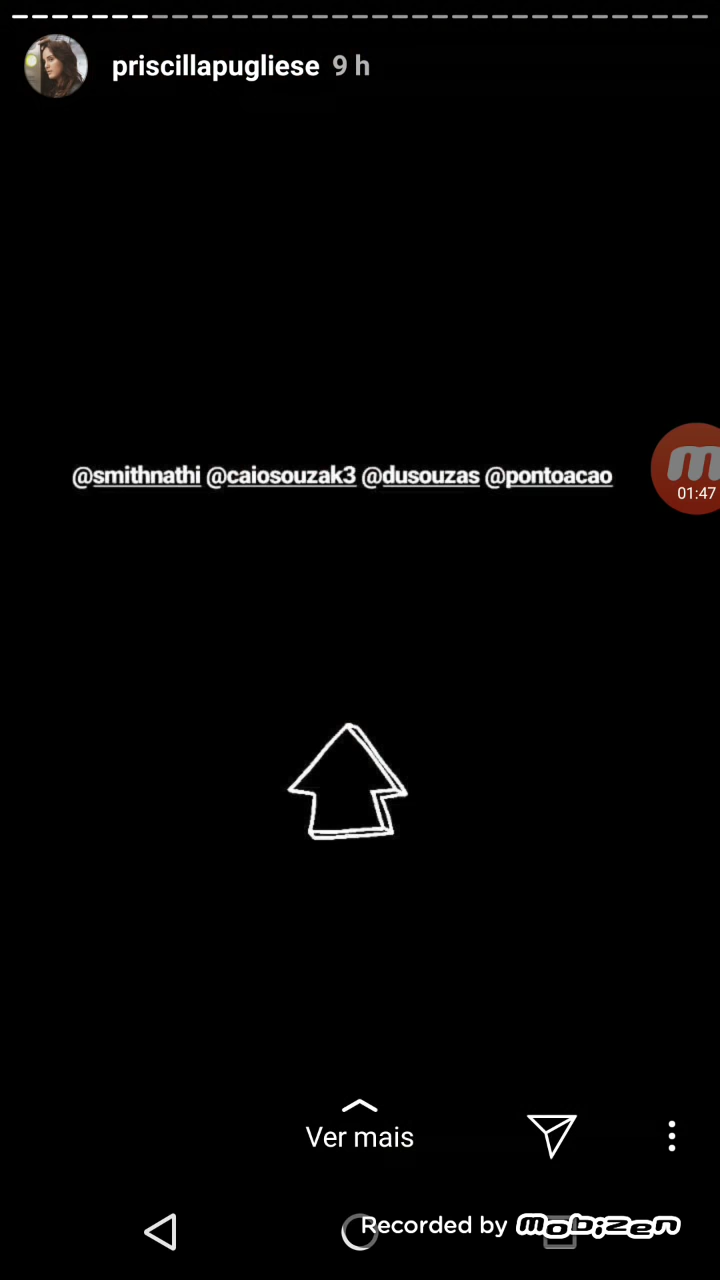 priscillapugliese 9 h
@smithnathi @caiosouzak3 @dusouzas @pontoacao
01:47
Ver mais
Recorded by mobizen